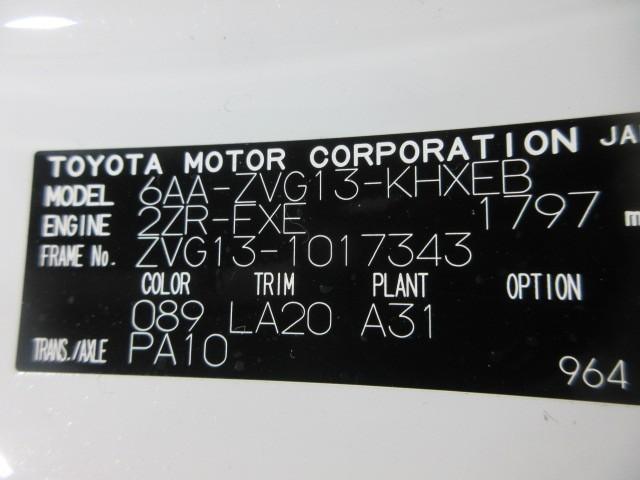 TOYOTA MOTOR CORPORATION JA
MODEL 6AA-ZVG13-KHXEB
ENGINE 2ZR-FXE 1797 m
FRAME No. ZVG13-1017343
COLOR TRIM PLANT OPTION
089 LA20 A31
TRANS./AXLE PA10
964